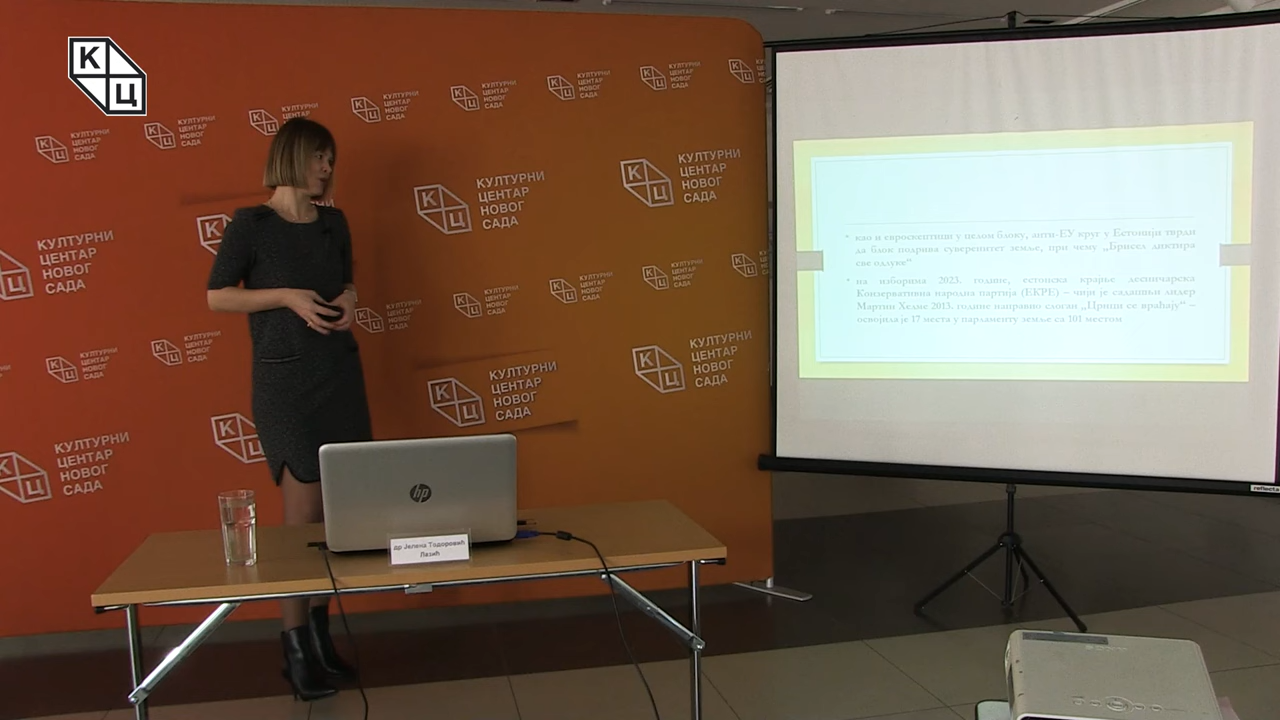 К
Ц
КУЛТУРНИ
ЦЕНТАР
НОВОГ
САДА
• као и евроскептици у целом блоку, анти-ЕУ круг у Естонији тврди
да блок подрива суверенитет земље, при чему „Брисел диктира
све одлуке“
• на изборима 2023. године, естонска крајње десничарска
Конзервативна народна партија (ЕКРЕ) – чији је садашњи лидер
Мартин Хелме 2013. године направио слоган „Црнци се враћају“ –
освојила је 17 места у парламенту земље са 101 местом
hp
др Јелена Тодоровић
Лазић
reflecta
SONY